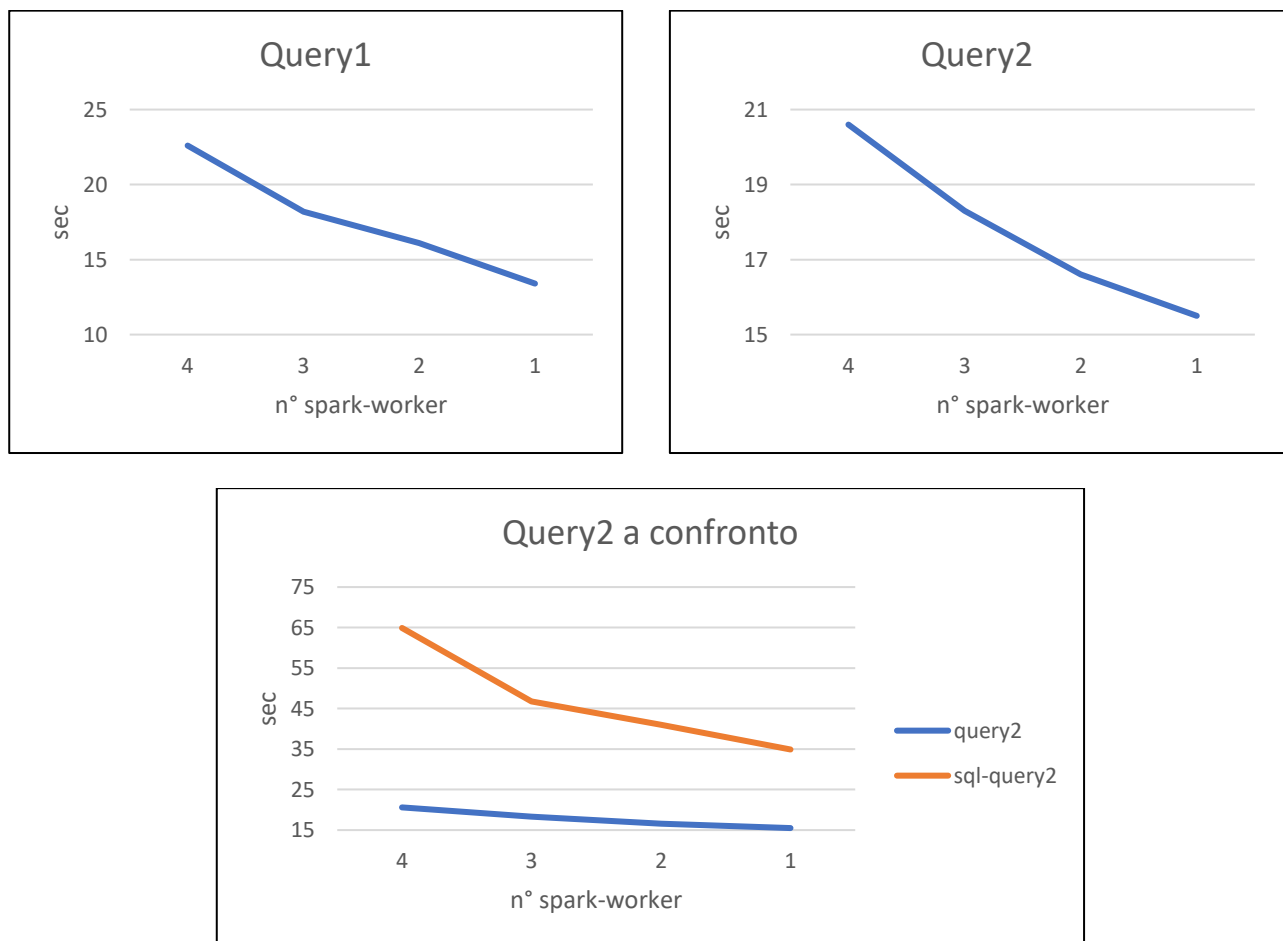 Query1
25
20
15
10
sec
4 3 2 1
n° spark-worker
Query2
21
19
17
15
sec
4 3 2 1
n° spark-worker
Query2 a confronto
75
65
55
45
35
25
15
sec
4 3 2 1
n° spark-worker
query2
sql-query2